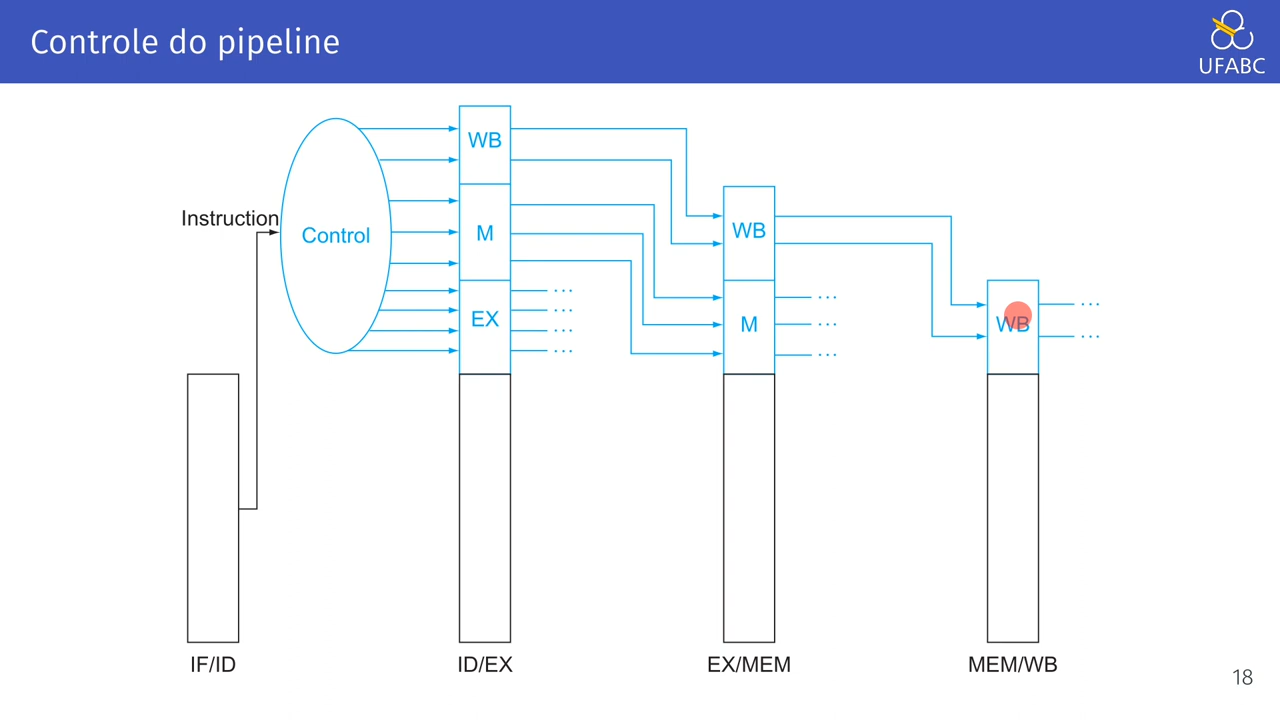 Controle do pipeline
UFABC
Instruction
Control
WB
M
EX
...
...
...
...
WB
M
...
...
...
WB
...
...
IF/ID
ID/EX
EX/MEM
MEM/WB
18